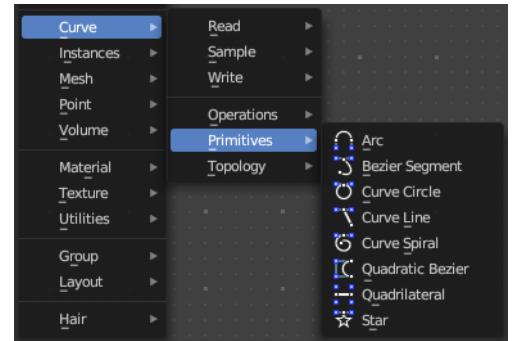 Curve
Instances
Mesh
Point
Volume
Material
Texture
Utilities
Group
Layout
Hair
Read
Sample
Write
Operations
Primitives
Topology
Arc
Bezier Segment
Curve Circle
Curve Line
Curve Spiral
Quadratic Bezier
Quadrilateral
Star